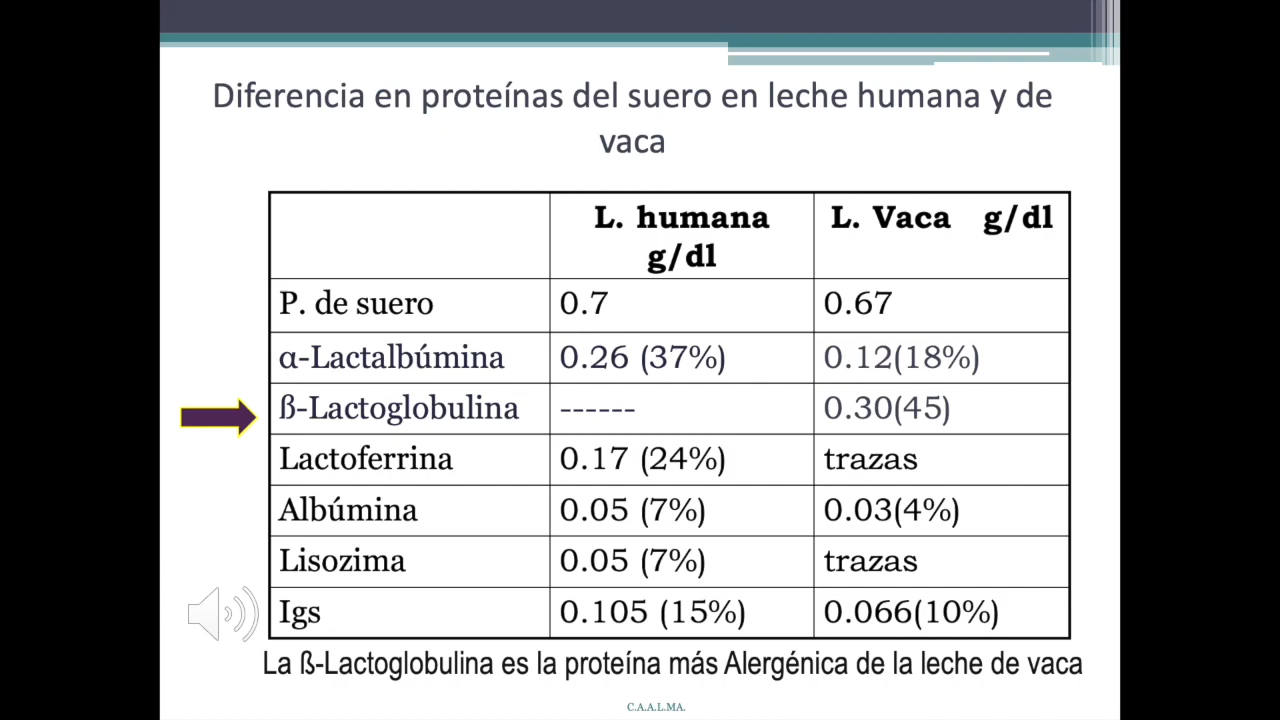 Diferencia en proteínas del suero en leche humana y de
vaca
L. humana g/dl L. Vaca g/dl
P. de suero 0.7 0.67
α-Lactalbúmina 0.26 (37%) 0.12(18%)
ß-Lactoglobulina ------ 0.30(45)
Lactoferrina 0.17 (24%) trazas
Albúmina 0.05 (7%) 0.03(4%)
Lisozima 0.05 (7%) trazas
Igs 0.105 (15%) 0.066(10%)
La ß-Lactoglobulina es la proteína más Alergénica de la leche de vaca
C.A.A.L.MA.